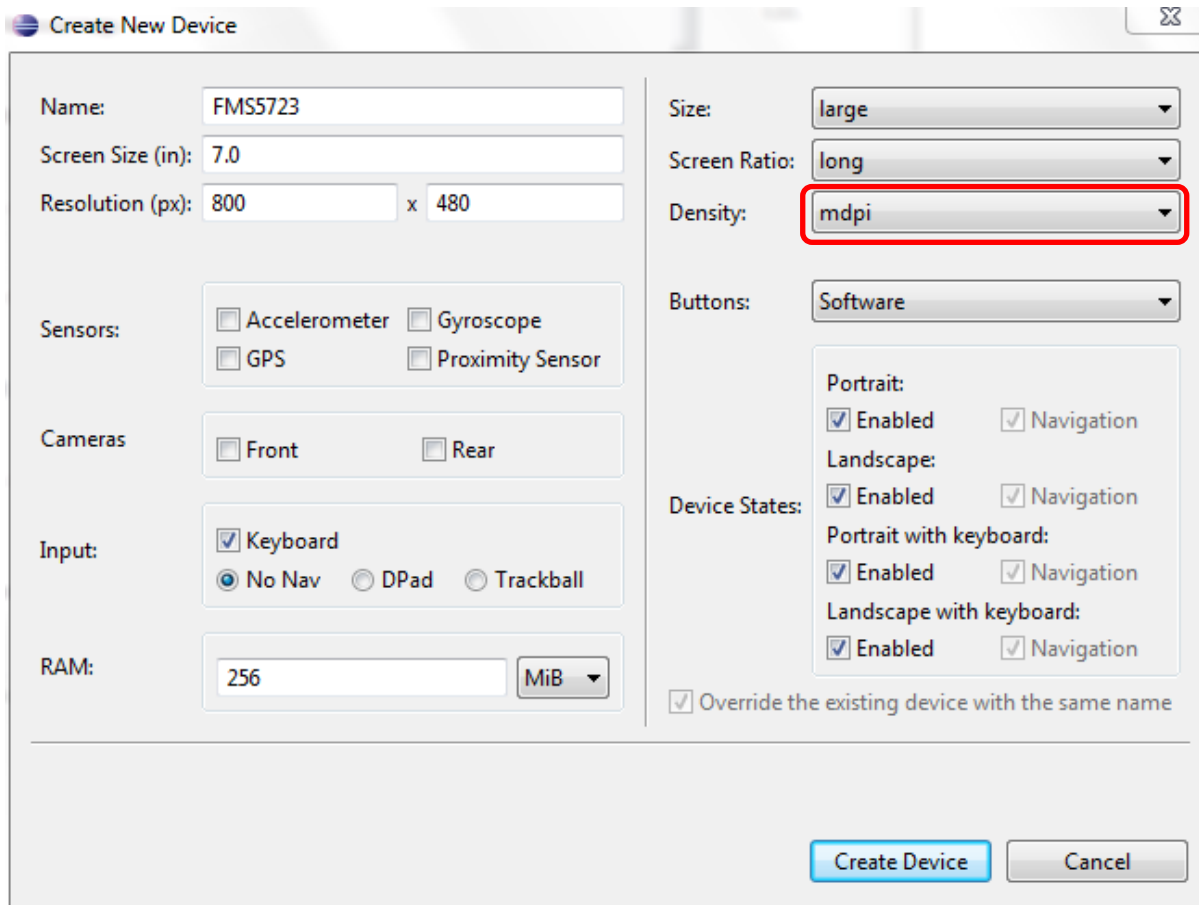 Create New Device
Name: FMS5723
Screen Size (in): 7.0
Resolution (px): 800 x 480
Sensors:
Accelerometer Gyroscope
GPS Proximity Sensor
Cameras
Front Rear
Input:
Keyboard
No Nav DPad Trackball
RAM:
256 MiB
Size: large
Screen Ratio: long
Density: mdpi
Buttons: Software
Device States:
Portrait:
Enabled Navigation
Landscape:
Enabled Navigation
Portrait with keyboard:
Enabled Navigation
Landscape with keyboard:
Enabled Navigation
Override the existing device with the same name
Create Device Cancel